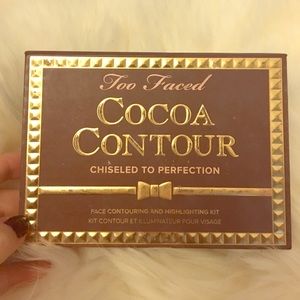 Too Faced
COCOA
CONTOUR
CHISELED TO PERFECTION
FACE CONTOURING AND HIGHLIGHTING KIT
KIT CONTOUR ET ILLUMINATEUR POUR VISAGE